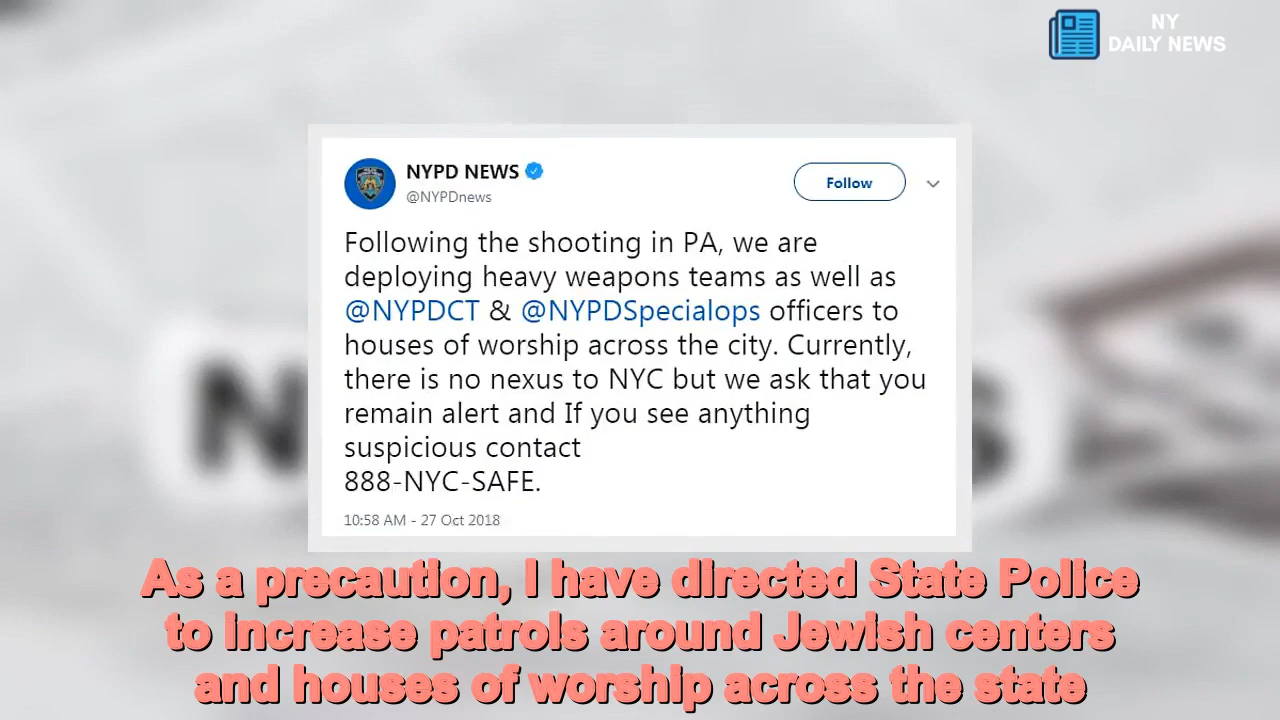 NY
DAILY NEWS
NYPD NEWS
@NYPDnews
Follow
Following the shooting in PA, we are
deploying heavy weapons teams as well as
@NYPDCT & @NYPDSpecialops officers to
houses of worship across the city. Currently,
there is no nexus to NYC but we ask that you
remain alert and If you see anything
suspicious contact
888-NYC-SAFE.
10:58 AM - 27 Oct 2018
As a precaution, I have directed State Police
to increase patrols around Jewish centers
and houses of worship across the state